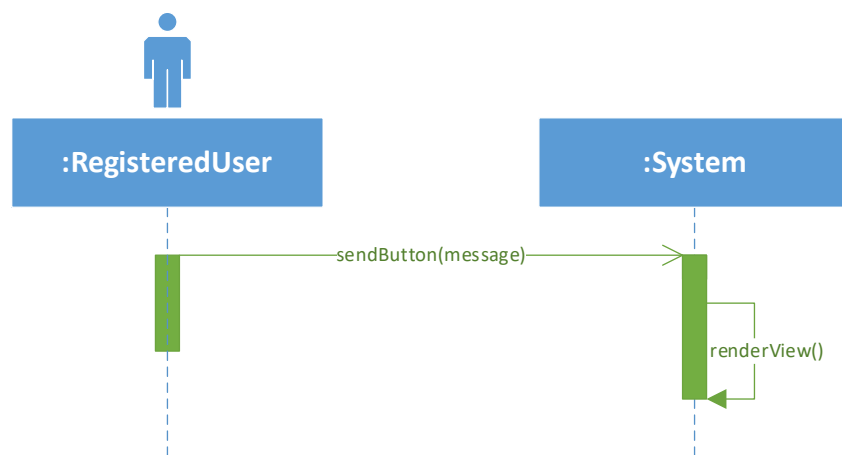 :RegisteredUser
:System
sendButton(message)
renderView()